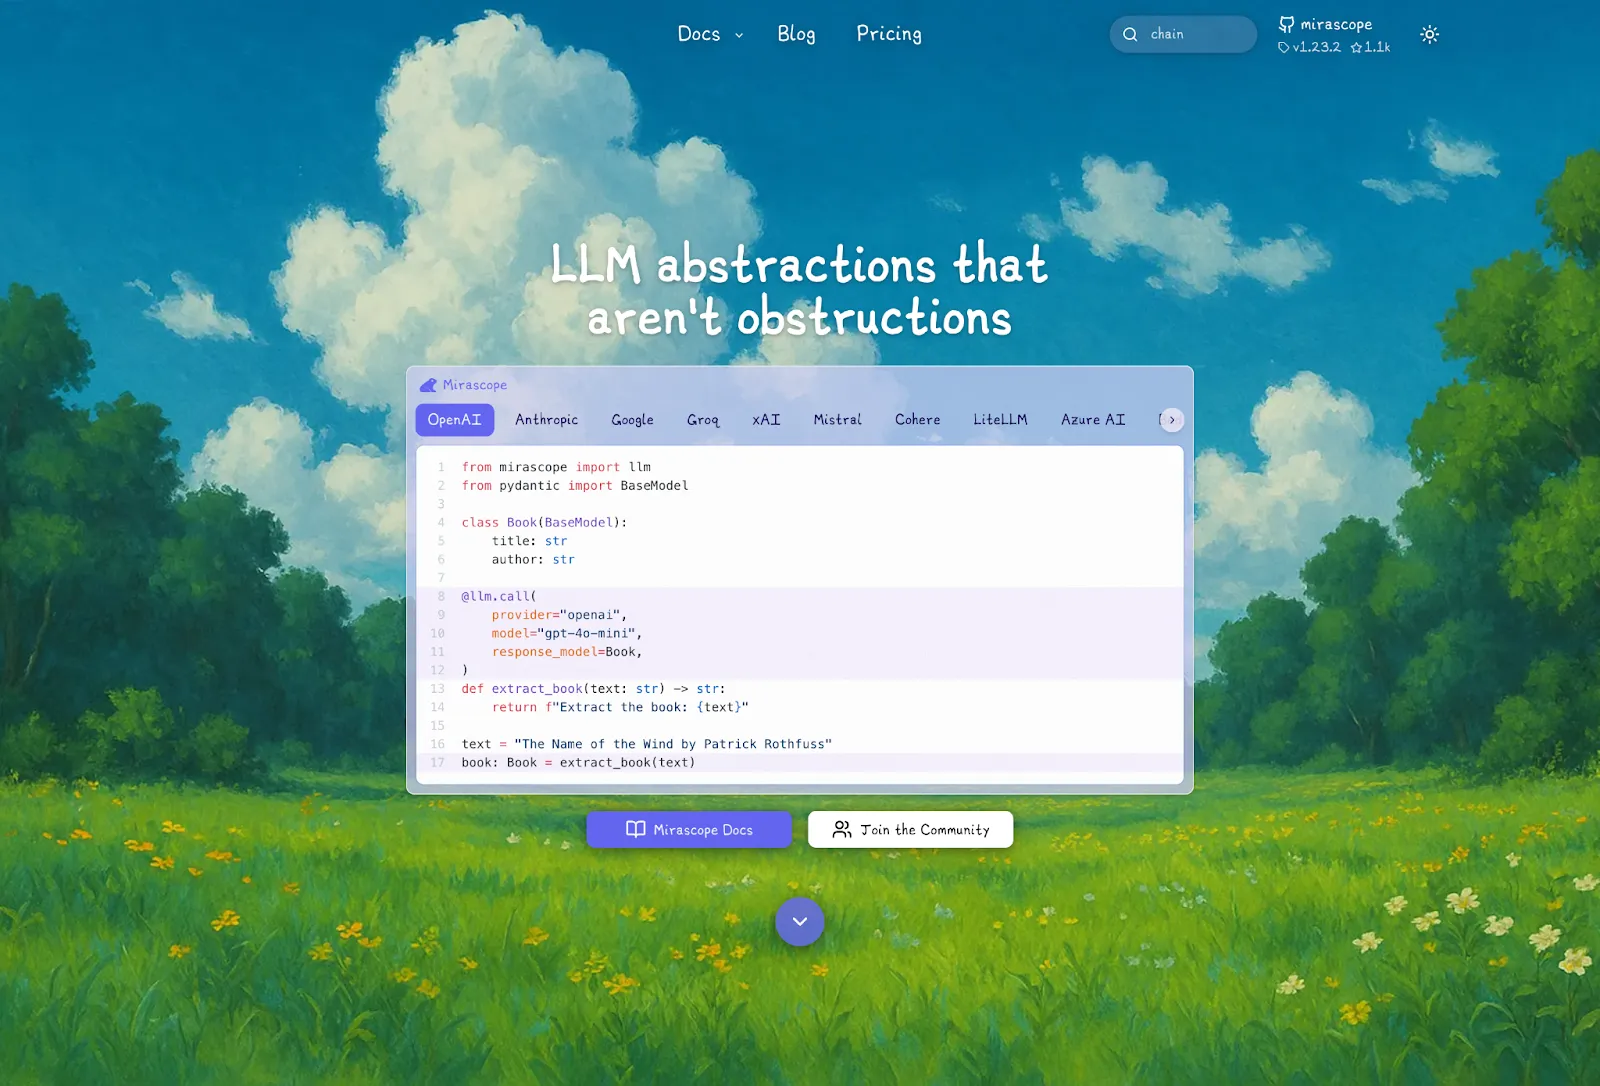 Docs Blog Pricing
chain
mirascope
v1.23.2 1.1k
LLM abstractions that
aren't obstructions
Mirascope
OpenAI Anthropic Google Groq xAI Mistral Cohere LiteLLM Azure AI
1 from mirascope import llm
2 from pydantic import BaseModel
3
4 class Book(BaseModel):
5     title: str
6     author: str
7
8 @llm.call(
9     provider="openai",
10     model="gpt-4o-mini",
11     response_model=Book,
12 )
13 def extract_book(text: str) -> str:
14     return f"Extract the book: {text}"
15
16 text = "The Name of the Wind by Patrick Rothfuss"
17 book: Book = extract_book(text)
Mirascope Docs Join the Community